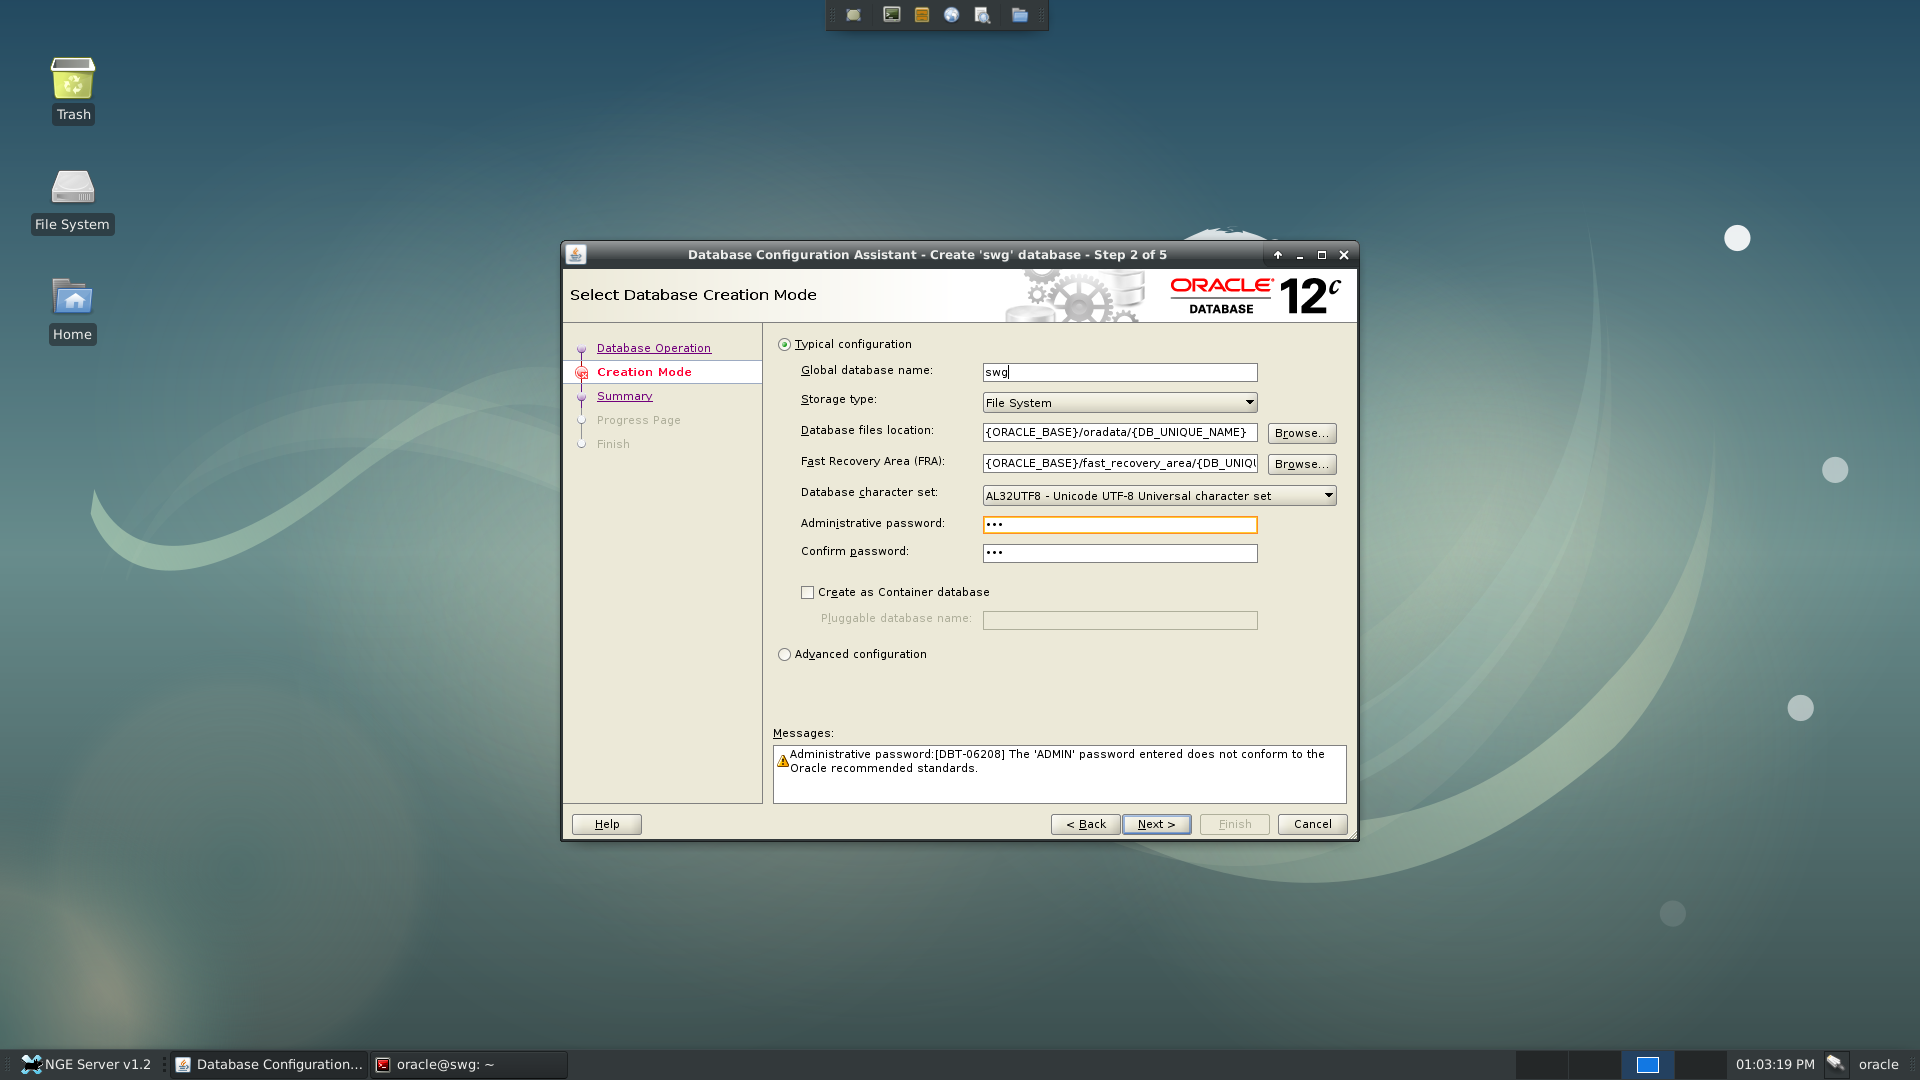 Trash
File System
Home
Database Configuration Assistant - Create 'swg' database - Step 2 of 5
Select Database Creation Mode
ORACLE
DATABASE
12c
Database Operation
Creation Mode
Summary
Progress Page
Finish
Typical configuration
Global database name: swg
Storage type: File System
Database files location: {ORACLE_BASE}/oradata/{DB_UNIQUE_NAME} Browse...
Fast Recovery Area (FRA): {ORACLE_BASE}/fast_recovery_area/{DB_UNIQU Browse...
Database character set: AL32UTF8 - Unicode UTF-8 Universal character set
Administrative password: •••
Confirm password: •••
Create as Container database
Pluggable database name:
Advanced configuration
Messages:
Administrative password:[DBT-06208] The 'ADMIN' password entered does not conform to the
Oracle recommended standards.
Help < Back Next > Finish Cancel
NGE Server v1.2 Database Configuration... oracle@swg: ~ 01:03:19 PM oracle